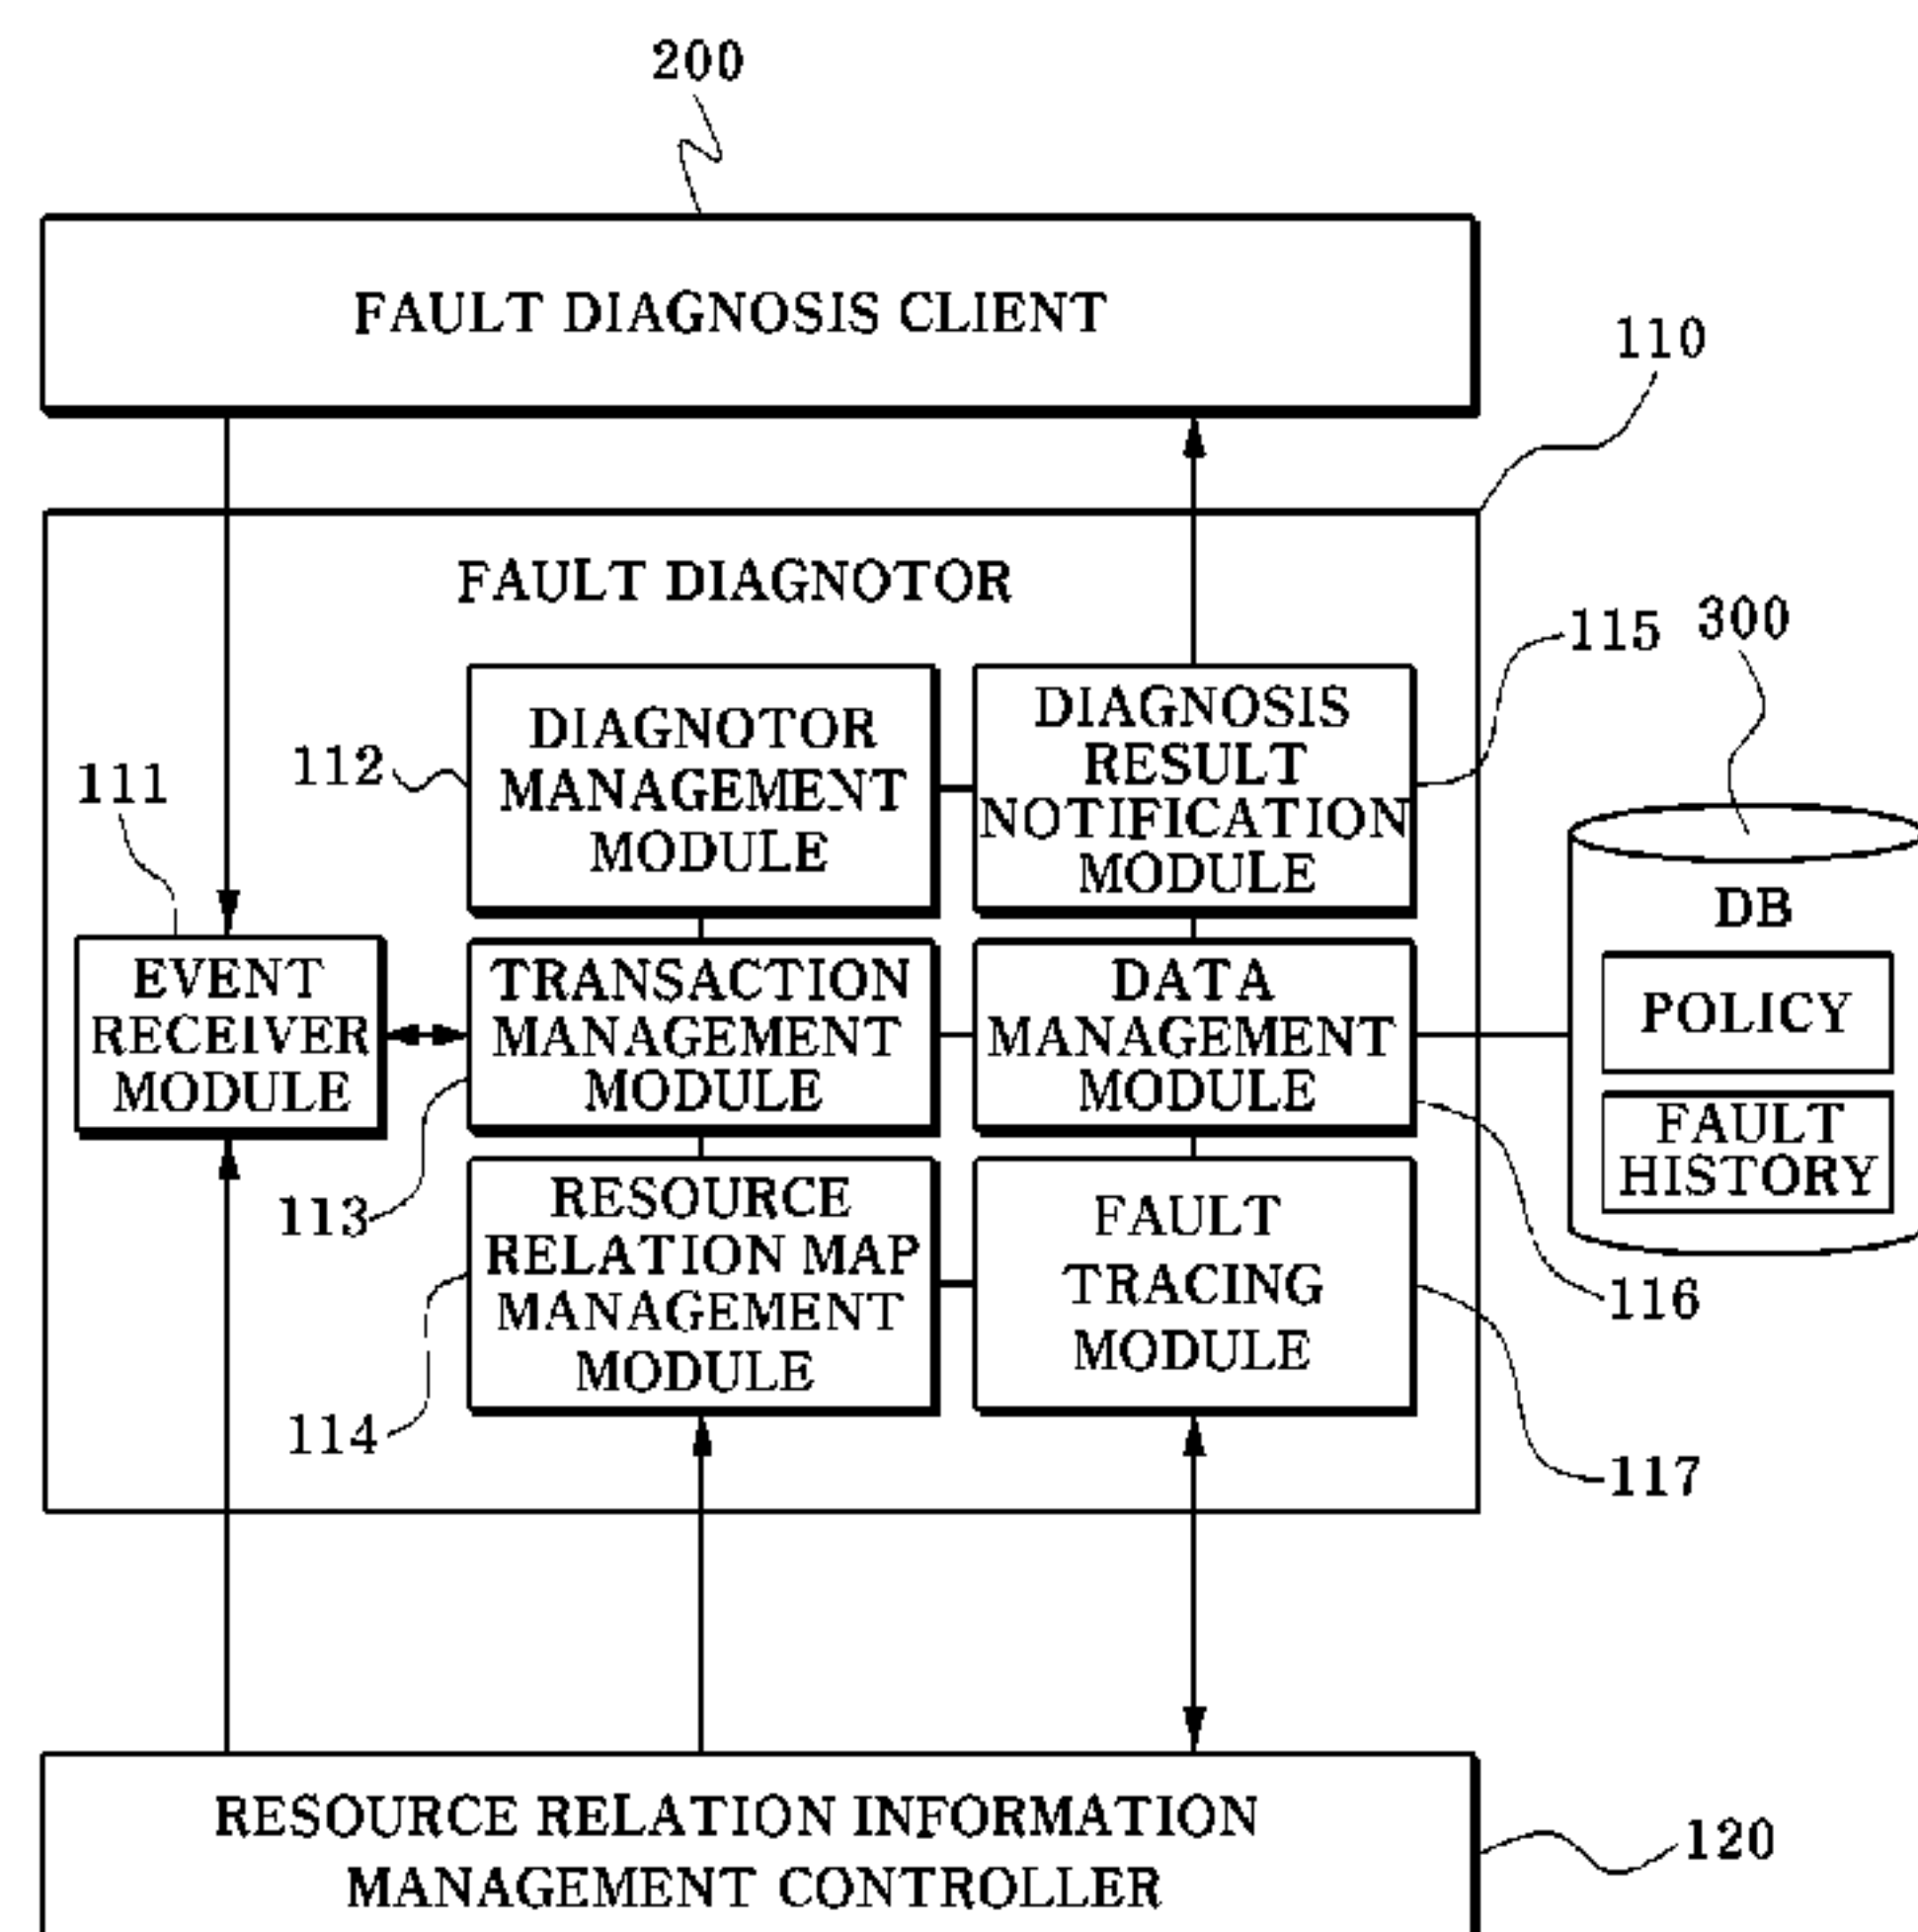 200
FAULT DIAGNOSIS CLIENT
110
FAULT DIAGNOTOR
115
300
112
DIAGNOTOR
MANAGEMENT
MODULE
DIAGNOSIS
RESULT
NOTIFICATION
MODULE
111
DB
EVENT
RECEIVER
MODULE
TRANSACTION
MANAGEMENT
MODULE
DATA
MANAGEMENT
MODULE
POLICY
FAULT
HISTORY
113
RESOURCE
RELATION MAP
MANAGEMENT
MODULE
FAULT
TRACING
MODULE
116
114
117
RESOURCE RELATION INFORMATION
MANAGEMENT CONTROLLER
120